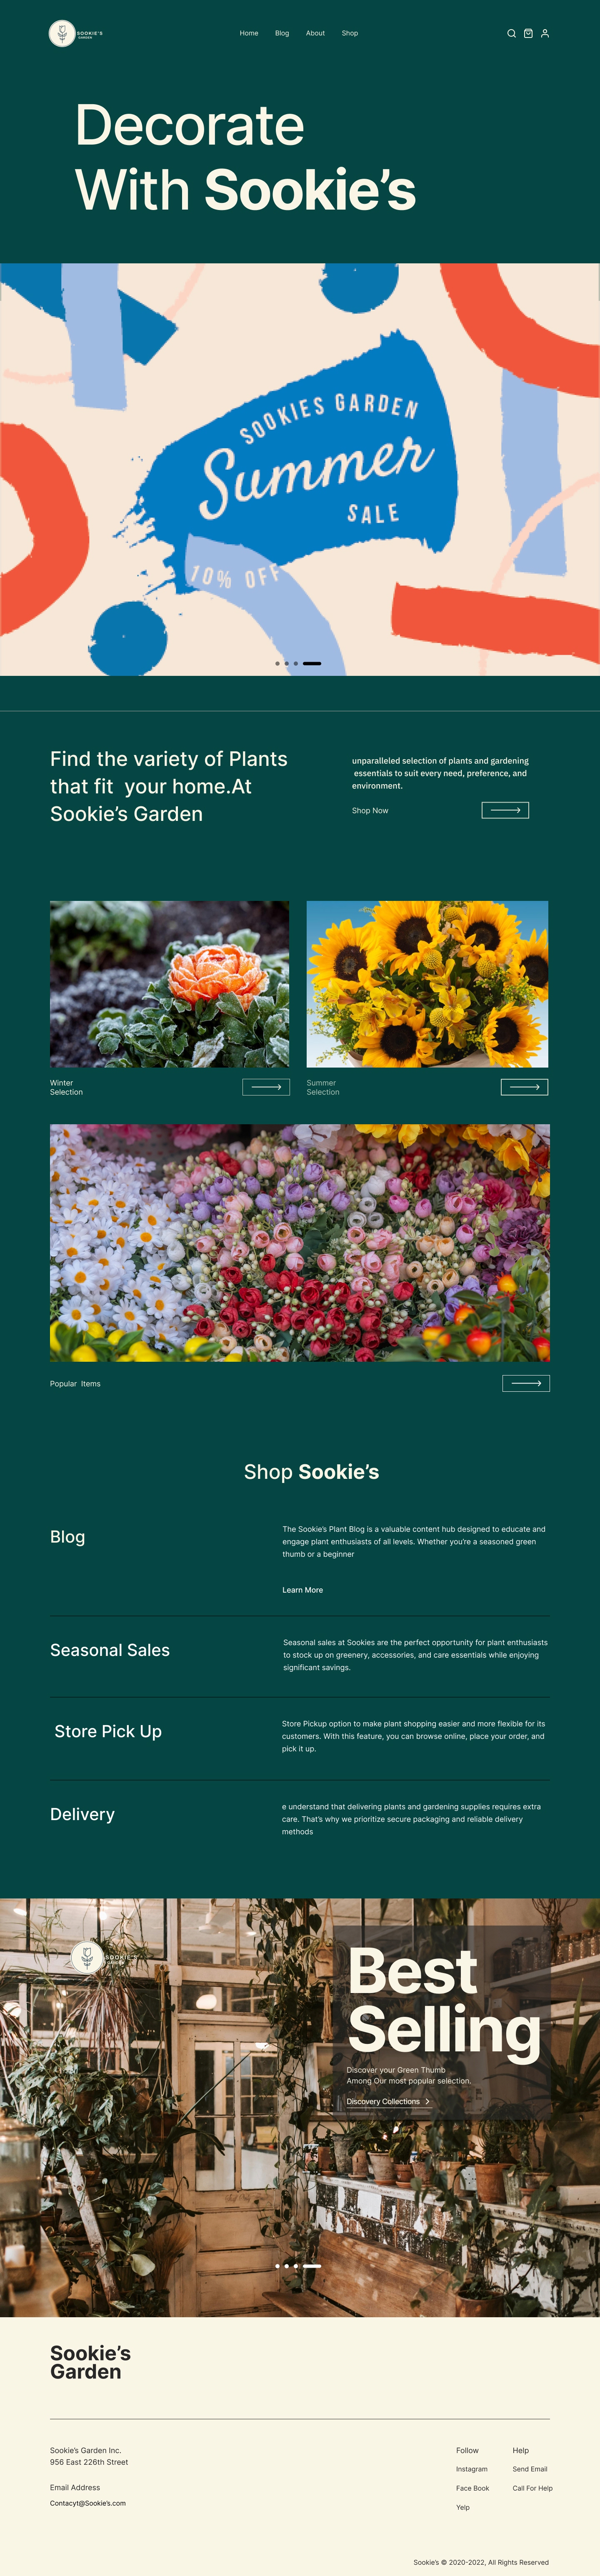 SOOKIE'S
GARDEN
Home Blog About Shop
Decorate
With Sookie's
SOOKIES GARDEN
Summer
SALE
10% OFF
Find the variety of Plants
that fit  your home.At
Sookie's Garden
unparalleled selection of plants and gardening
essentials to suit every need, preference, and
environment.
Shop Now
Winter
Selection
Summer
Selection
Popular  Items
Shop Sookie's
Blog
The Sookie's Plant Blog is a valuable content hub designed to educate and
engage plant enthusiasts of all levels. Whether you're a seasoned green
thumb or a beginner
Learn More
Seasonal Sales
Seasonal sales at Sookies are the perfect opportunity for plant enthusiasts
to stock up on greenery, accessories, and care essentials while enjoying
significant savings.
Store Pick Up
Store Pickup option to make plant shopping easier and more flexible for its
customers. With this feature, you can browse online, place your order, and
pick it up.
Delivery
e understand that delivering plants and gardening supplies requires extra
care. That's why we prioritize secure packaging and reliable delivery
methods
SOOKIE'S
GARDEN
Best
Selling
Discover your Green Thumb
Among Our most popular selection.
Discovery Collections
Sookie's
Garden
Sookie's Garden Inc.
956 East 226th Street
Email Address
Contacyt@Sookie's.com
Follow
Instagram
Face Book
Yelp
Help
Send Email
Call For Help
Sookie's © 2020-2022, All Rights Reserved